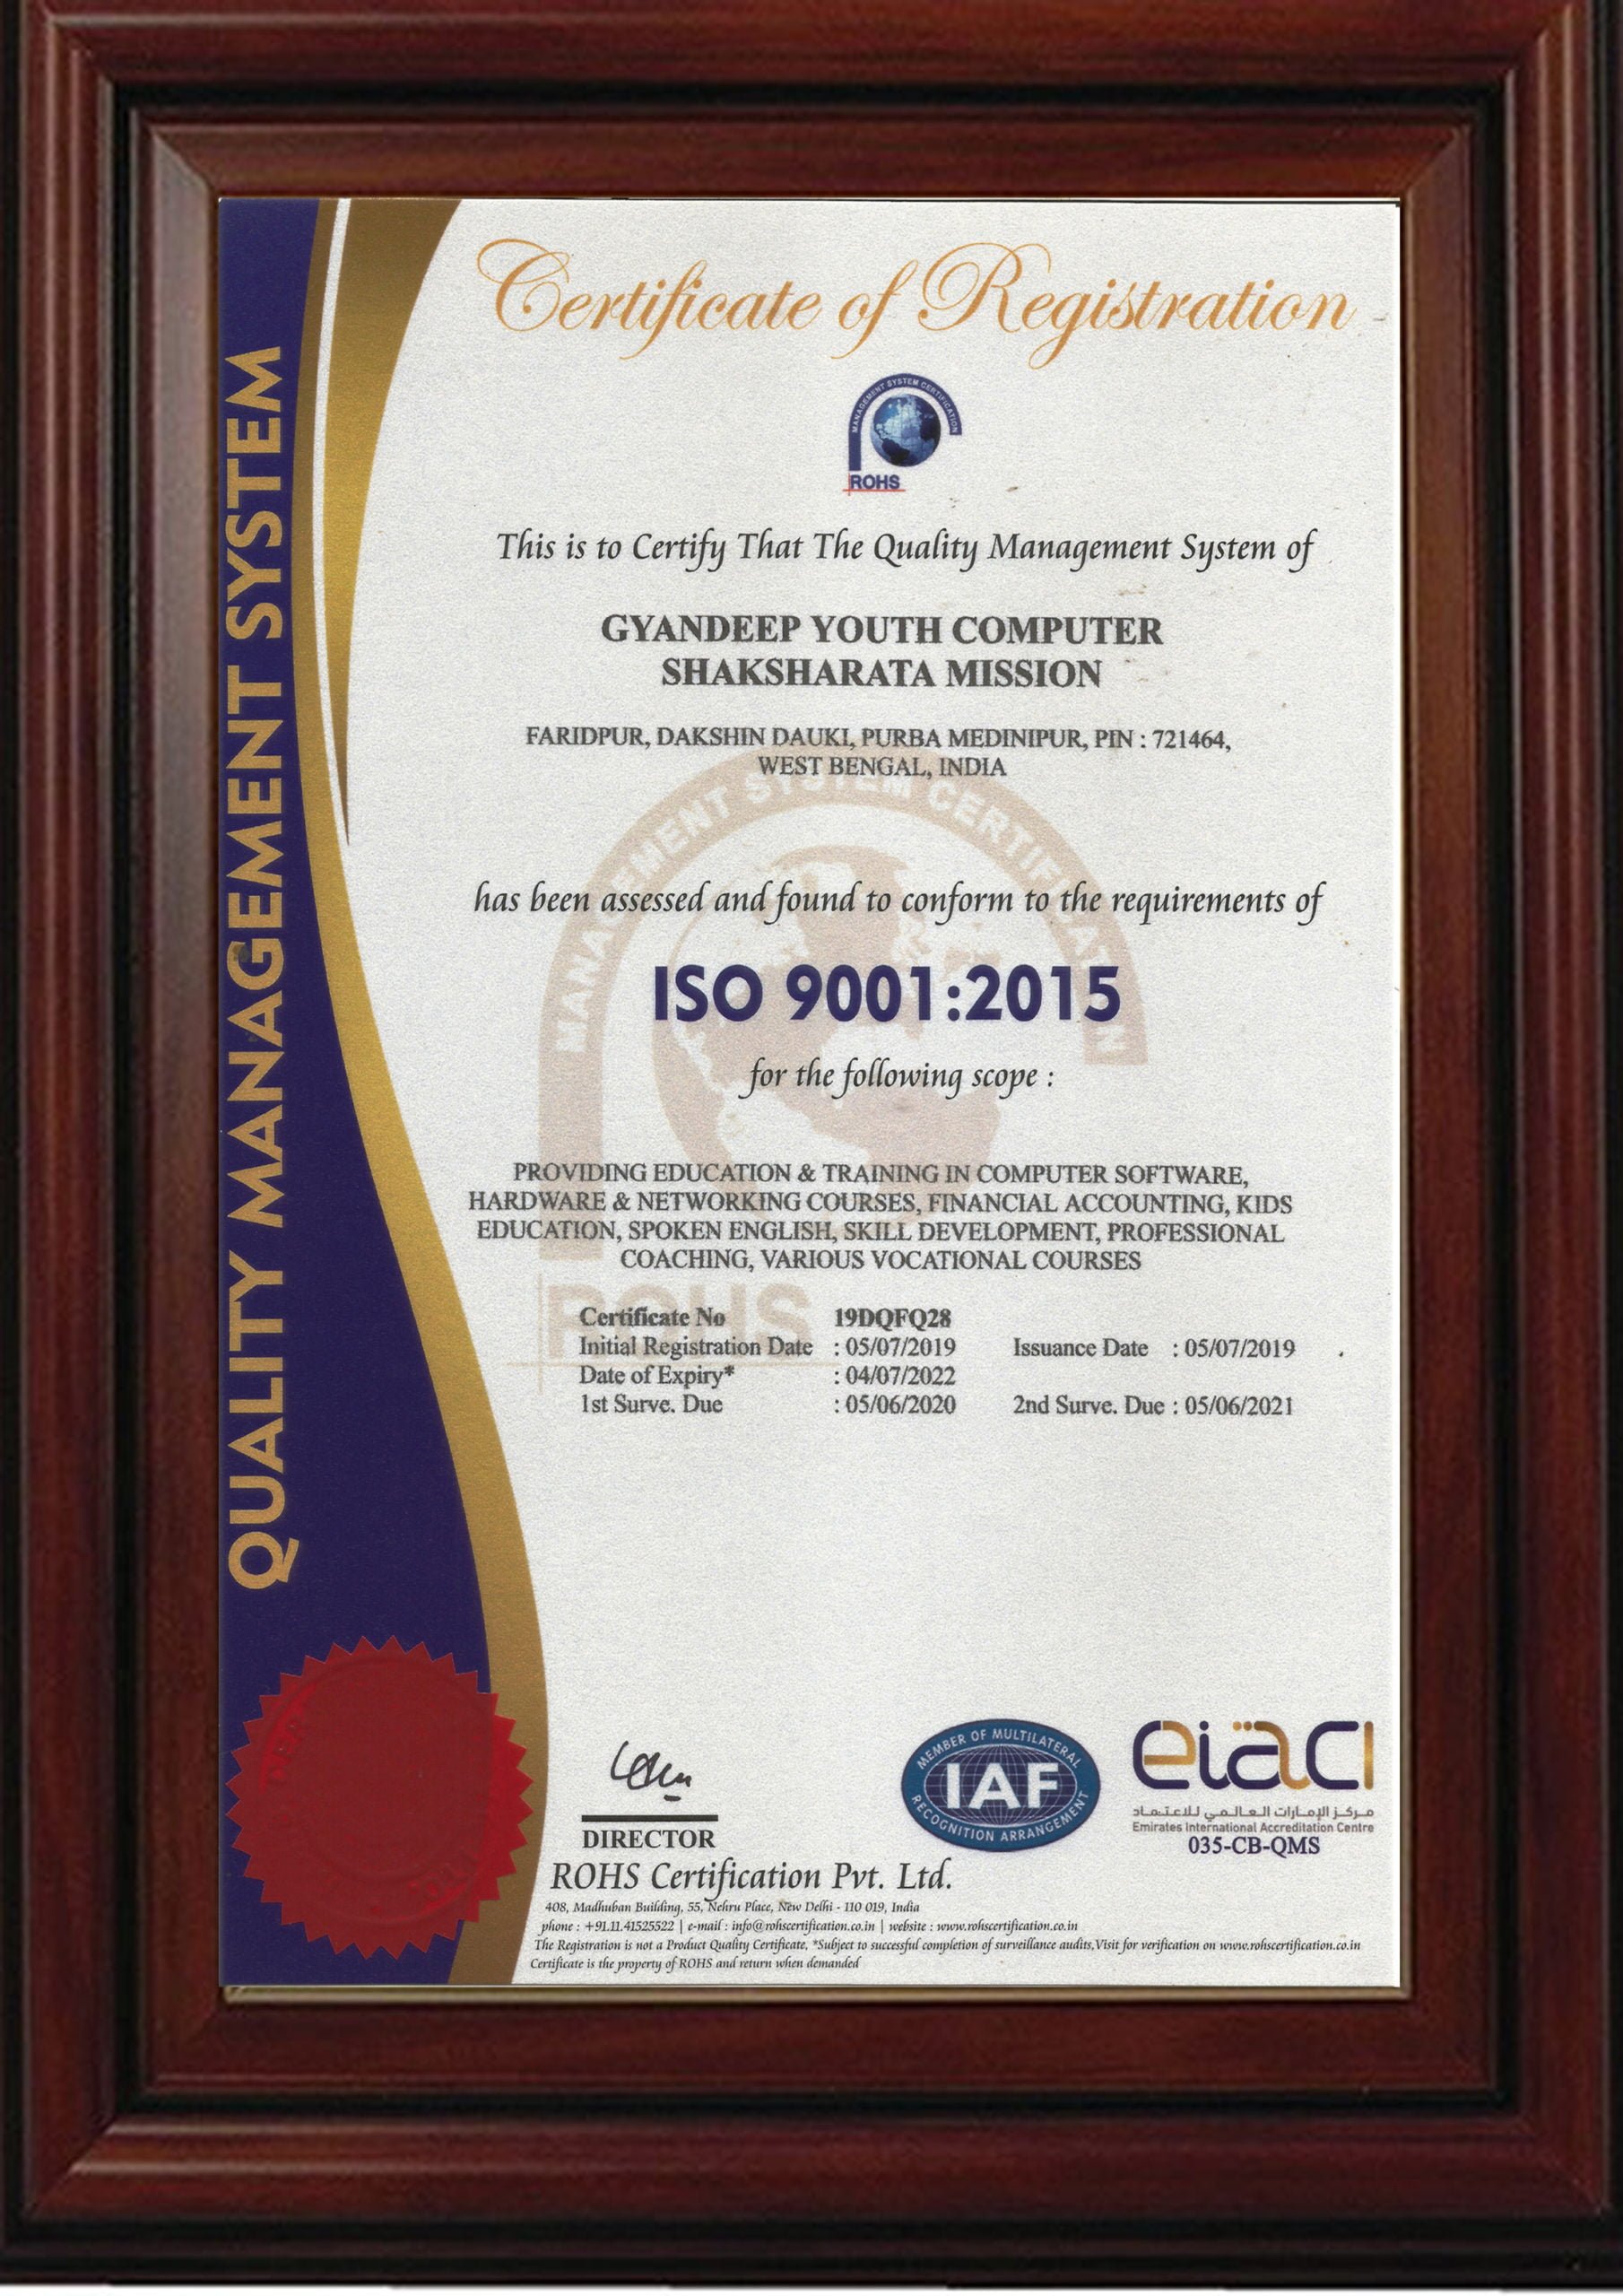 Certificate of Registration
MANAGEMENT SYSTEM CERTIFICATION
ROHS
QUALITY MANAGEMENT SYSTEM
This is to Certify That The Quality Management System of
GYANDEEP YOUTH COMPUTER
SHAKSHARATA MISSION
FARIDPUR, DAKSHIN DAUKI, PURBA MEDINIPUR, PIN : 721464,
WEST BENGAL, INDIA
MANAGEMENT SYSTEM CERTIFICATION
has been assessed and found to conform to the requirements of
ISO 9001:2015
for the following scope :
PROVIDING EDUCATION & TRAINING IN COMPUTER SOFTWARE,
HARDWARE & NETWORKING COURSES, FINANCIAL ACCOUNTING, KIDS
EDUCATION, SPOKEN ENGLISH, SKILL DEVELOPMENT, PROFESSIONAL
COACHING, VARIOUS VOCATIONAL COURSES
ROHS
Certificate No 19DQFQ28
Initial Registration Date : 05/07/2019 Issuance Date : 05/07/2019
Date of Expiry* : 04/07/2022
1st Surve. Due : 05/06/2020 2nd Surve. Due : 05/06/2021
DIRECTOR
ROHS Certification Pvt. Ltd.
MEMBER OF MULTILATERAL
IAF
RECOGNITION ARRANGEMENT
eiaci
مركز الإمارات العالمي للاعتماد
Emirates International Accreditation Centre
035-CB-QMS
408, Madhuban Building, 55, Nehru Place, New Delhi - 110 019, India
phone : +91.11.41525522 | e-mail : info@rohscertification.co.in | website : www.rohscertification.co.in
The Registration is not a Product Quality Certificate, *Subject to successful completion of surveillance audits,Visit for verification on www.rohscertification.co.in
Certificate is the property of ROHS and return when demanded